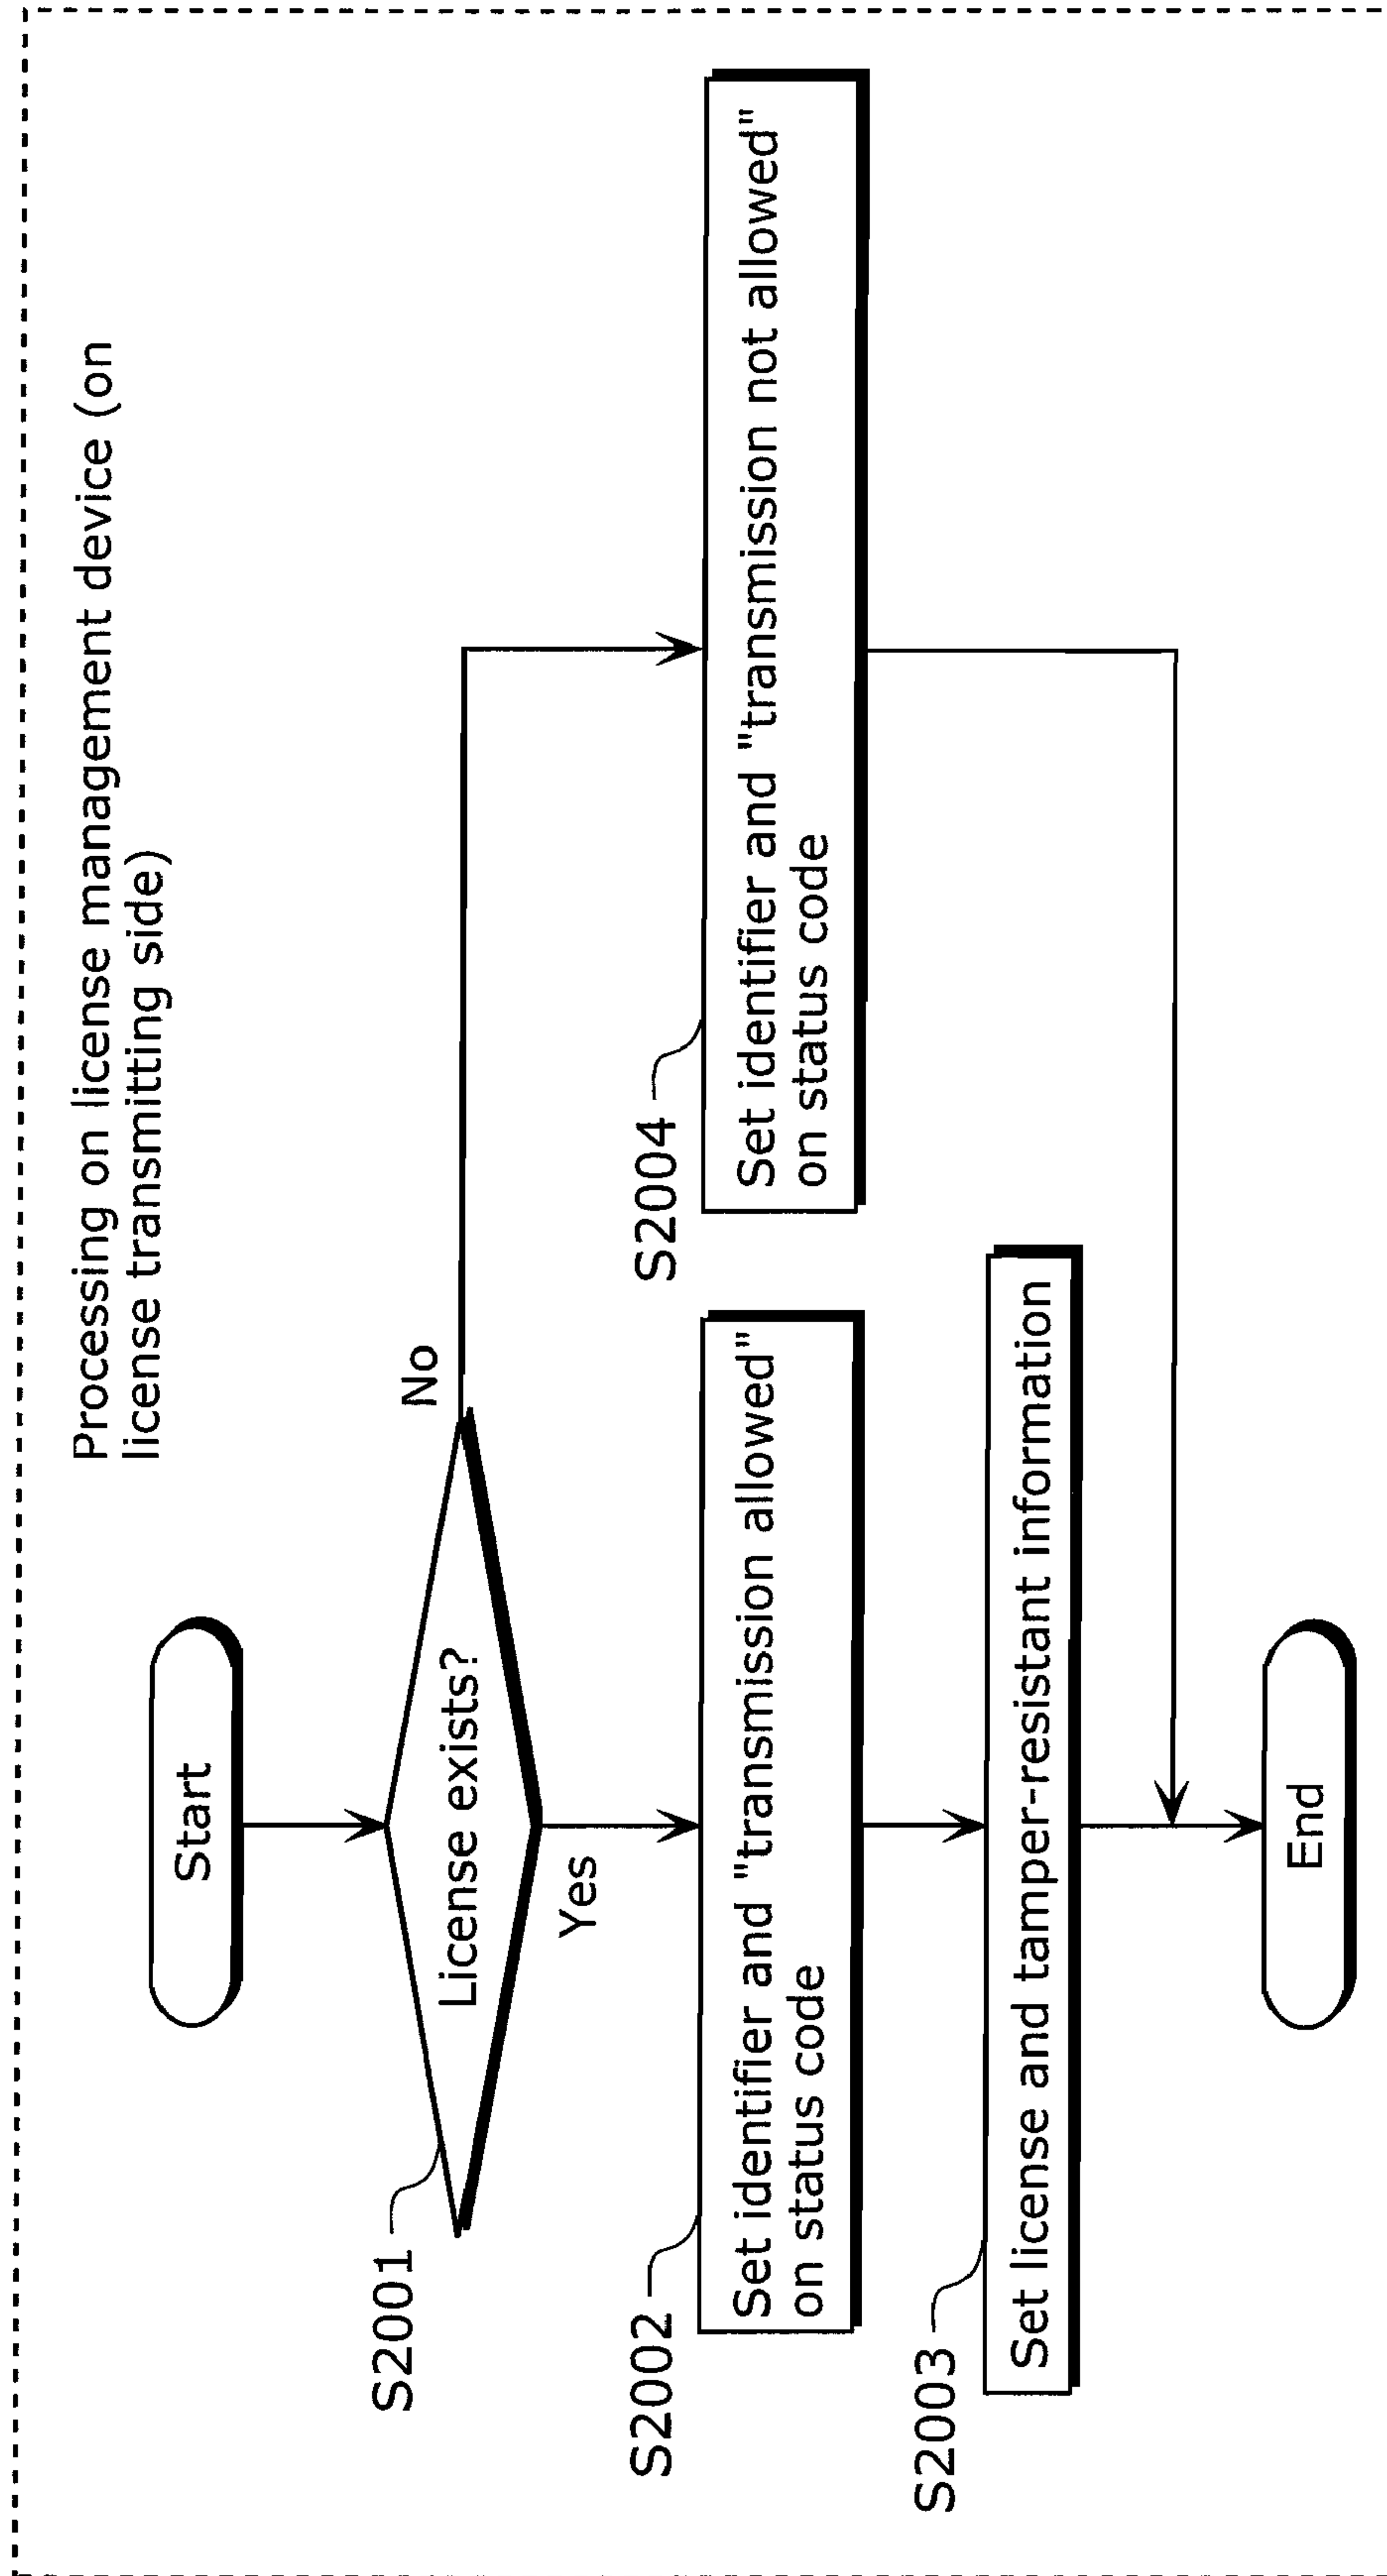 Processing on license management device (on
license transmitting side)
Start
S2001
License exists?
No
Yes
S2002
Set identifier and "transmission allowed"
on status code
S2004
Set identifier and "transmission not allowed"
on status code
S2003
Set license and tamper-resistant information
End